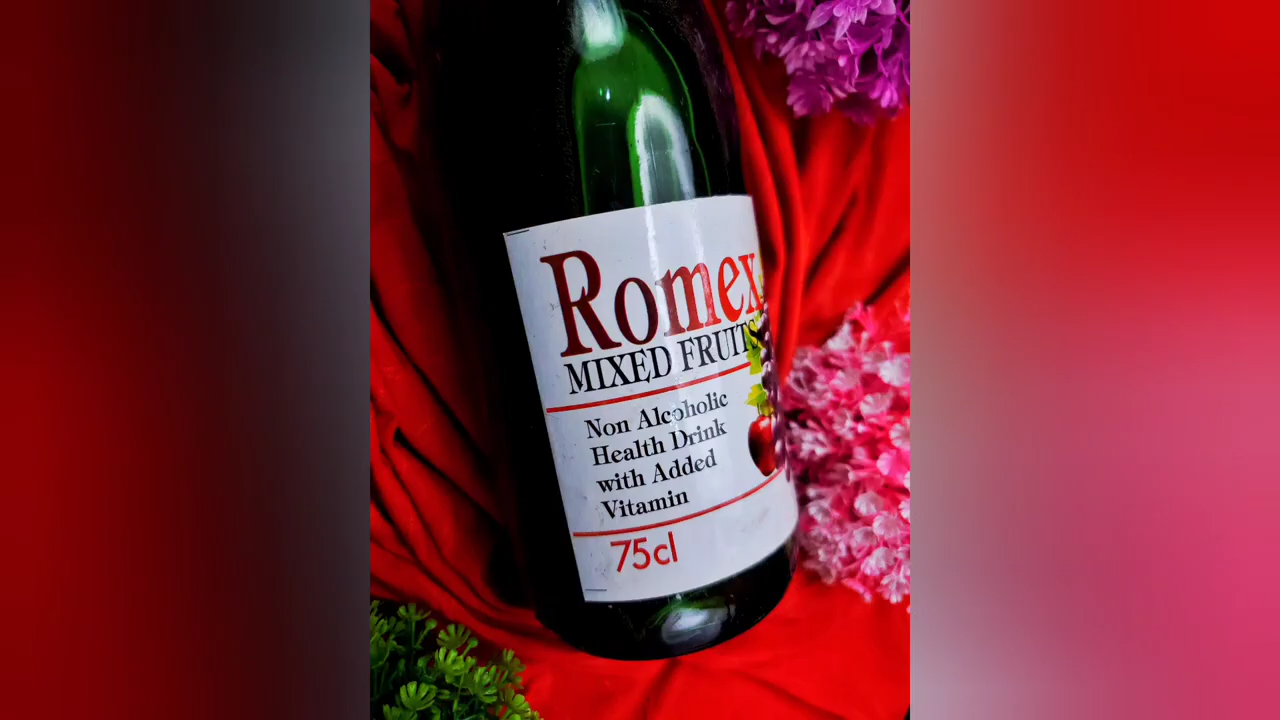 Romex
MIXED FRUITS
Non Alcoholic
Health Drink
with Added
Vitamin
75cl